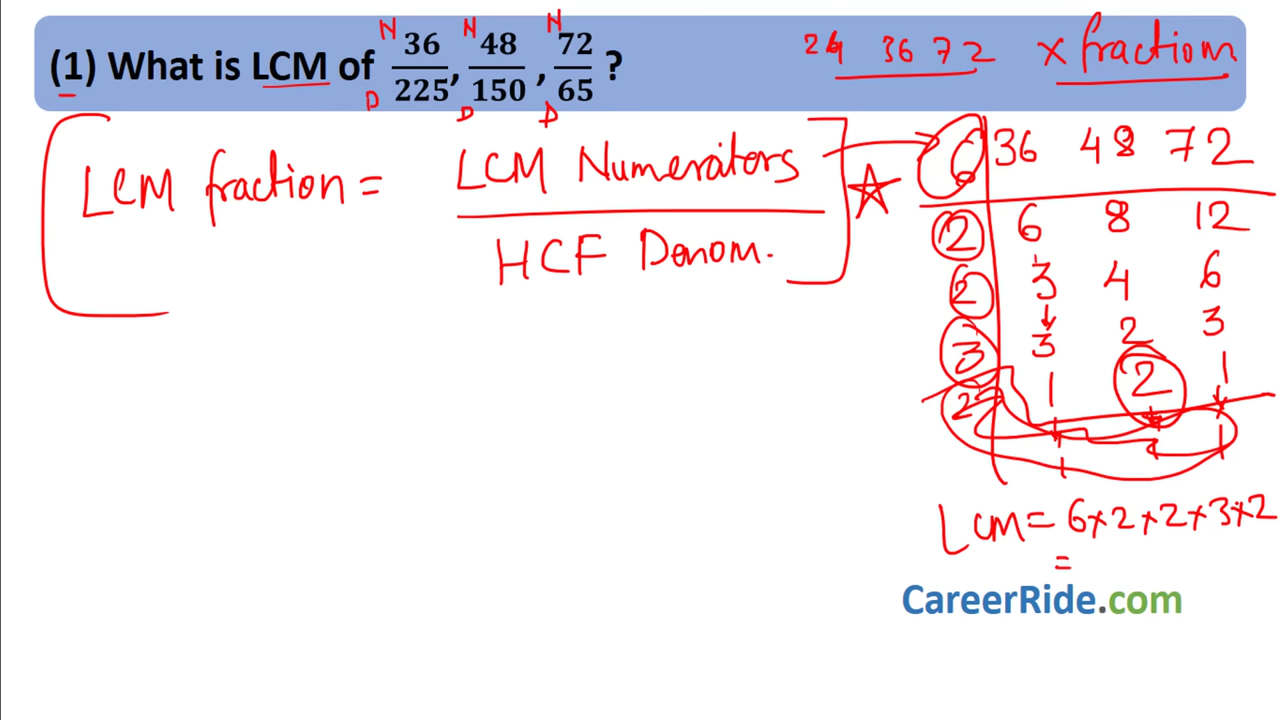 (1) What is LCM of 36/225, 48/150, 72/65 ?
N N N
D D D
24 36 72 × fraction
LCM fraction = LCM Numerators / HCF Denom.
6 36 48 72
2 6 8 12
2 3 4 6
3 3 2 3
2 1 2 1
1 1 1
LCM = 6×2×2×3×2
=
CareerRide.com